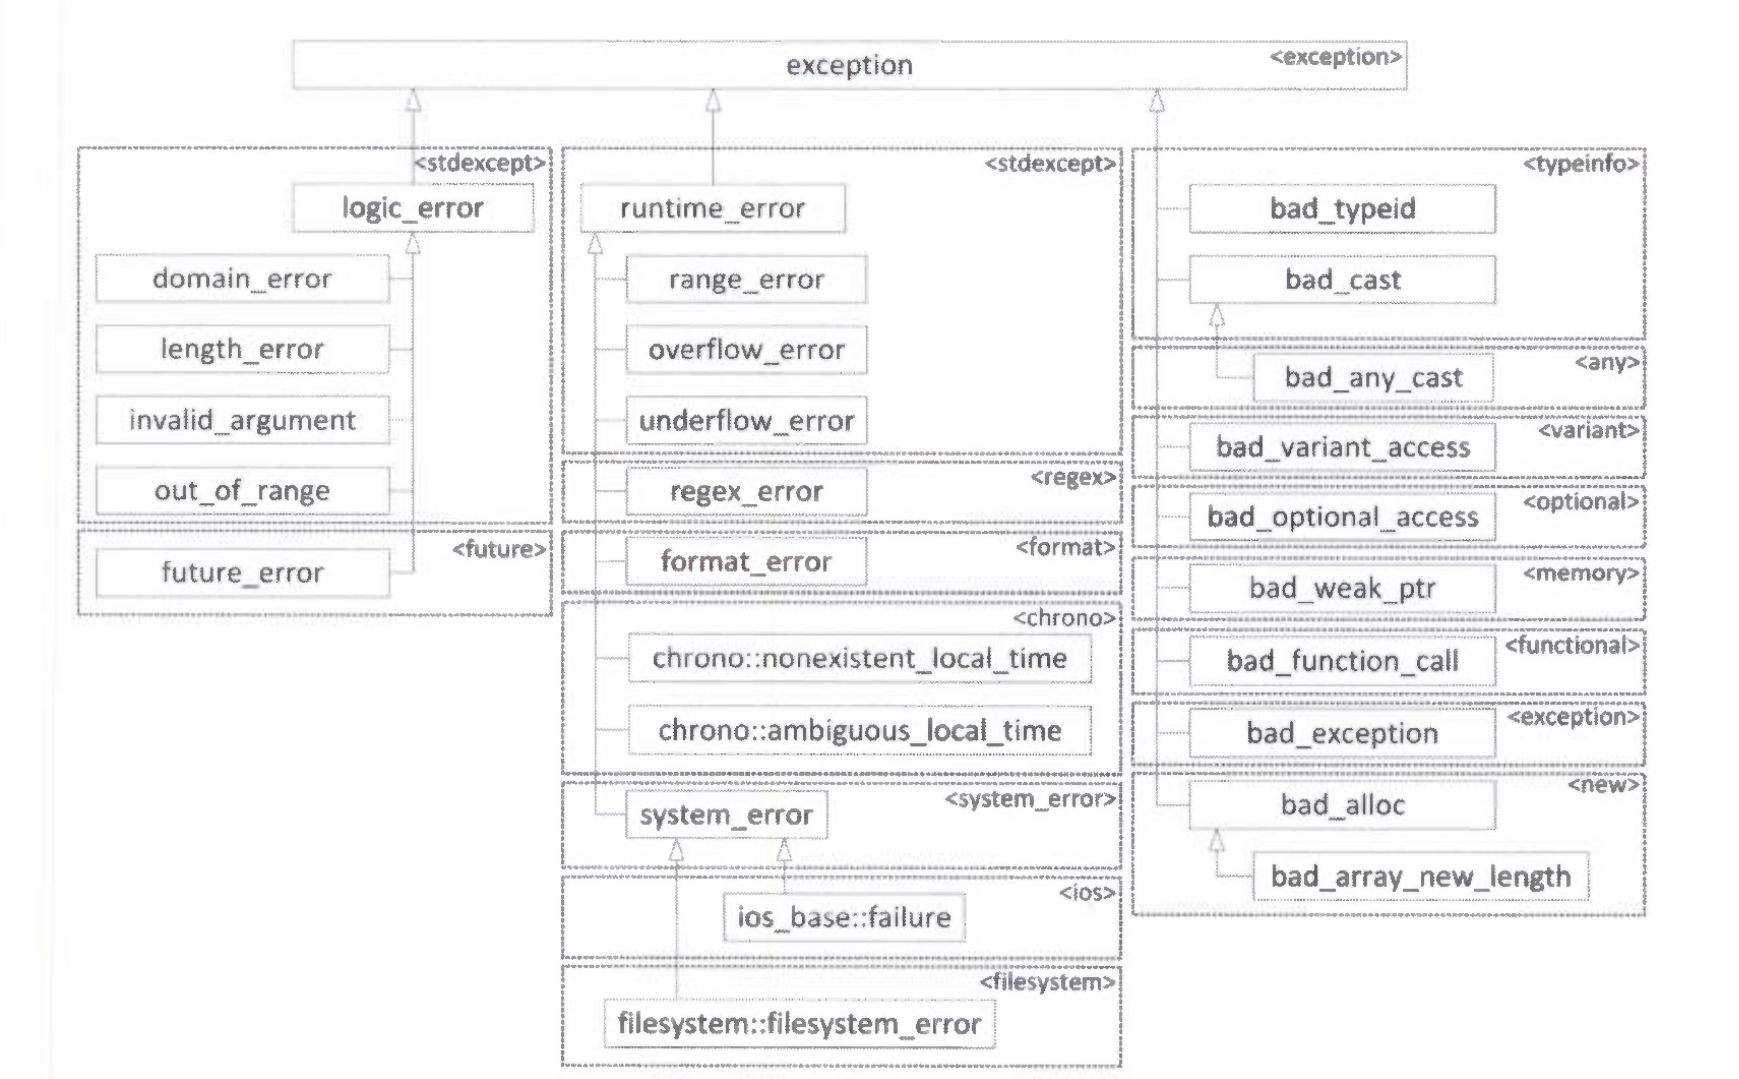 exception
<exception>
<stdexcept>
logic_error
domain_error
length_error
invalid_argument
out_of_range
<future>
future_error
<stdexcept>
runtime_error
range_error
overflow_error
underflow_error
<regex>
regex_error
<format>
format_error
<chrono>
chrono::nonexistent_local_time
chrono::ambiguous_local_time
<system_error>
system_error
<ios>
ios_base::failure
<filesystem>
filesystem::filesystem_error
<typeinfo>
bad_typeid
bad_cast
<any>
bad_any_cast
<variant>
bad_variant_access
<optional>
bad_optional_access
<memory>
bad_weak_ptr
<functional>
bad_function_call
<exception>
bad_exception
<new>
bad_alloc
bad_array_new_length